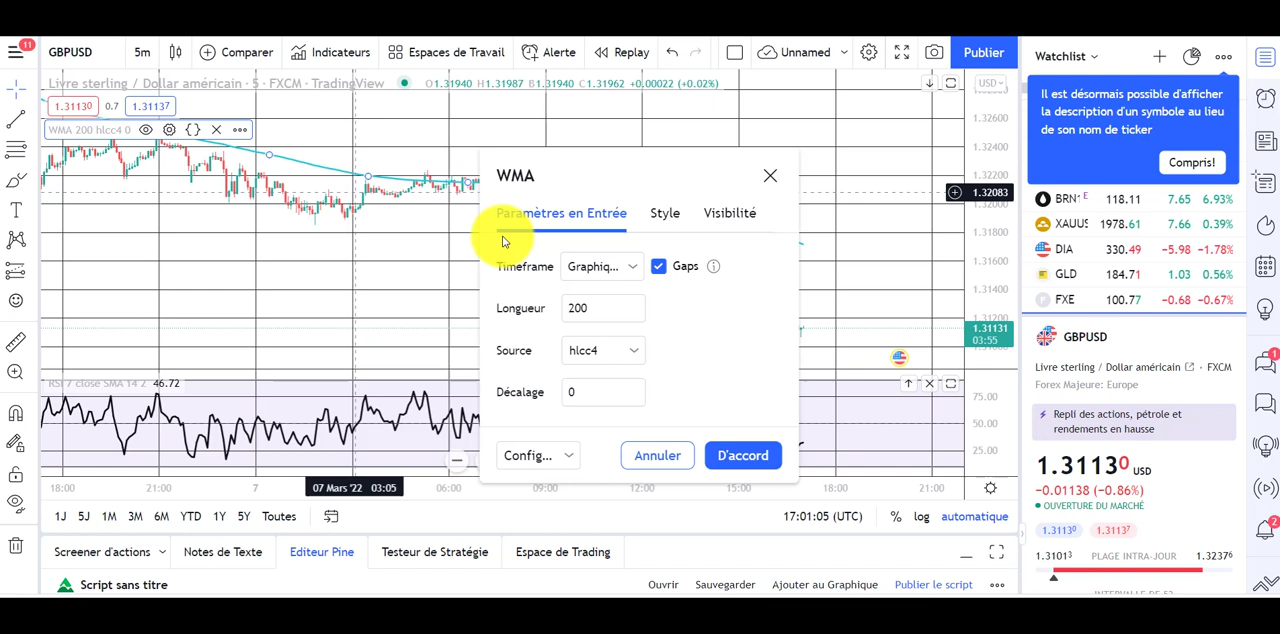 11
GBPUSD
5m
Comparer
Indicateurs
Espaces de Travail
Alerte
Replay
Unnamed
Publier
Watchlist
Livre sterling / Dollar américain · 5 · FXCM · TradingView
O1.31940 H1.31987 B1.31940 C1.31962 +0.00022 (+0.02%)
USD
1.31130
0.7
1.31137
WMA 200 hlcc4 0
Il est désormais possible d'afficher
la description d'un symbole au lieu
de son nom de ticker
Compris!
1.32600
1.32400
1.32200
1.32083
1.32000
1.31800
1.31600
1.31400
1.31200
1.31131
03:55
WMA
Paramètres en Entrée
Style
Visibilité
Timeframe
Graphiq...
Gaps
Longueur
200
Source
hlcc4
Décalage
0
Config...
Annuler
D'accord
BRN1 E 118.11 7.65 6.93%
XAUUS 1978.61 7.66 0.39%
DIA 330.49 −5.98 −1.78%
GLD 184.71 1.03 0.56%
FXE 100.77 −0.68 −0.67%
GBPUSD
Livre sterling / Dollar américain · FXCM
Forex Majeure: Europe
Repli des actions, pétrole et
rendements en hausse
1.31130 USD
−0.01138 (−0.86%)
OUVERTURE DU MARCHÉ
1.31130
1.31137
1.31013 PLAGE INTRA-JOUR 1.32376
RSI 7 close SMA 14 2 46.72
75.00
50.00
25.00
18:00
21:00
7
07 Mars '22 03:05
06:00
09:00
12:00
15:00
18:00
21:00
1J
5J
1M
3M
6M
YTD
1Y
5Y
Toutes
17:01:05 (UTC)
%
log
automatique
Screener d'actions
Notes de Texte
Editeur Pine
Testeur de Stratégie
Espace de Trading
Script sans titre
Ouvrir
Sauvegarder
Ajouter au Graphique
Publier le script
1
2